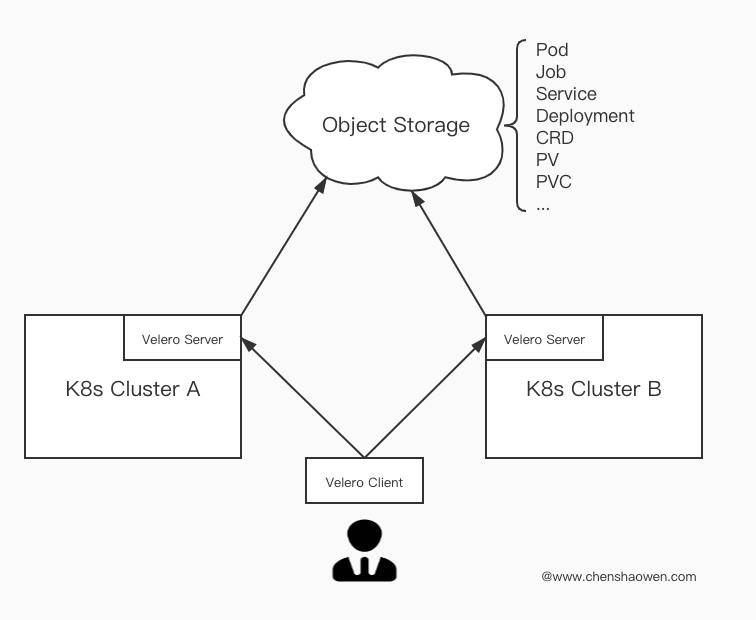 Object Storage
Pod
Job
Service
Deployment
CRD
PV
PVC
...
Velero Server
K8s Cluster A
Velero Server
K8s Cluster B
Velero Client
@www.chenshaowen.com